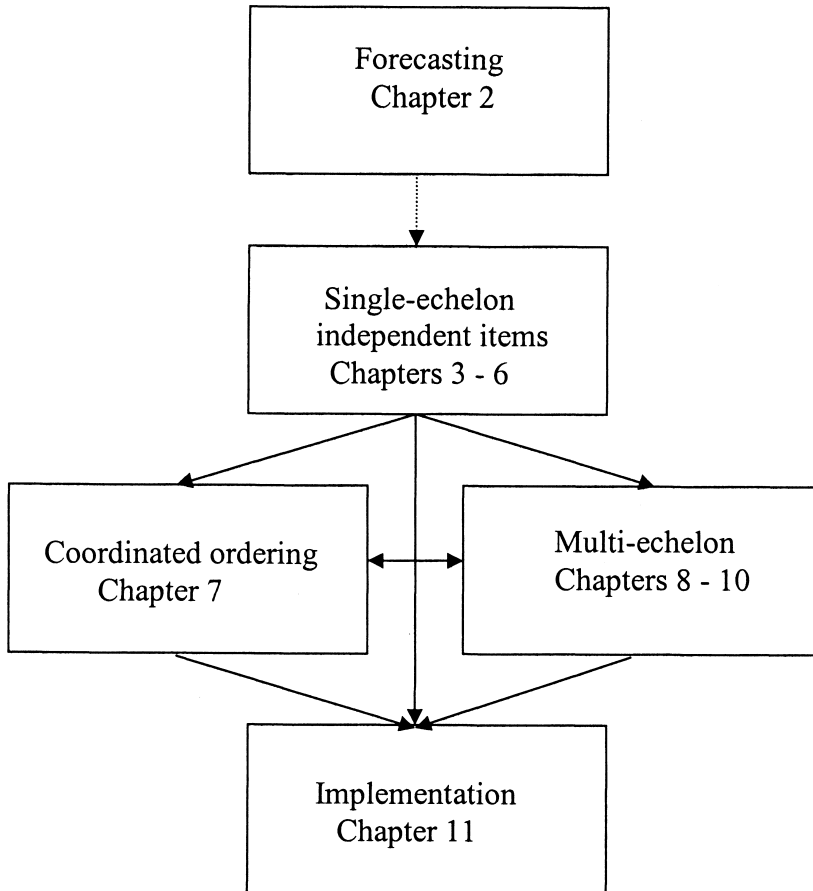 Forecasting
Chapter 2
Single-echelon
independent items
Chapters 3 - 6
Coordinated ordering
Chapter 7
Multi-echelon
Chapters 8 - 10
Implementation
Chapter 11